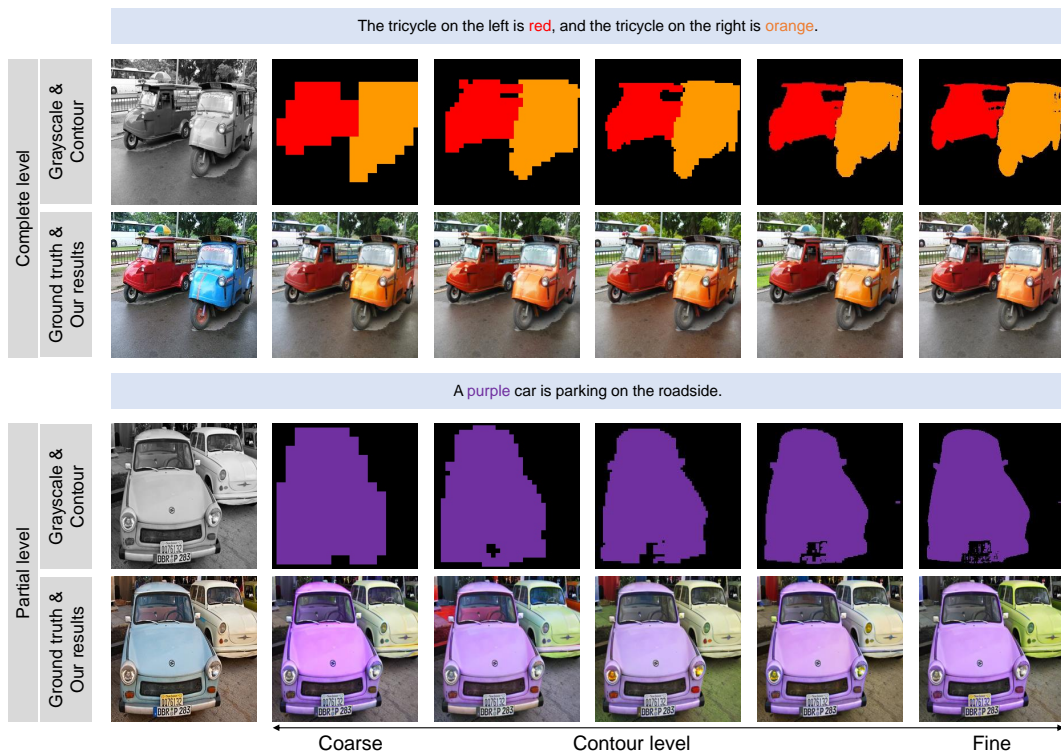 The tricycle on the left is red, and the tricycle on the right is orange.
Complete level
Grayscale &
Contour
Ground truth &
Our results
A purple car is parking on the roadside.
Partial level
Grayscale &
Contour
Ground truth &
Our results
Coarse
Contour level
Fine